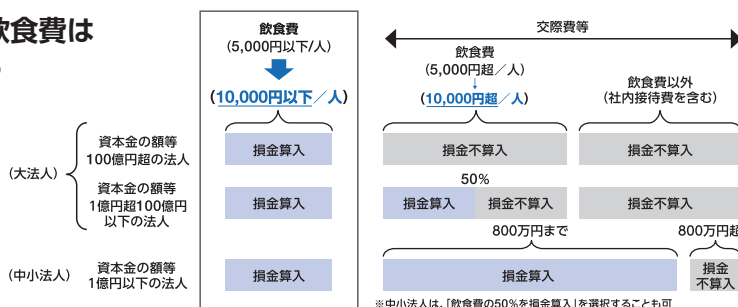 飲食費は
飲食費
(5,000円以下/人)
(10,000円以下／人)
交際費等
飲食費
(5,000円超／人)
↓
(10,000円超／人)
飲食費以外
(社内接待費を含む)
(大法人)
資本金の額等
100億円超の法人
損金算入
損金不算入
損金不算入
資本金の額等
1億円超100億円
以下の法人
損金算入
50%
損金算入
損金不算入
損金不算入
(中小法人)
資本金の額等
1億円以下の法人
損金算入
800万円まで
損金算入
800万円超
損金
不算入
※中小法人は、「飲食費の50%を損金算入」を選択することも可